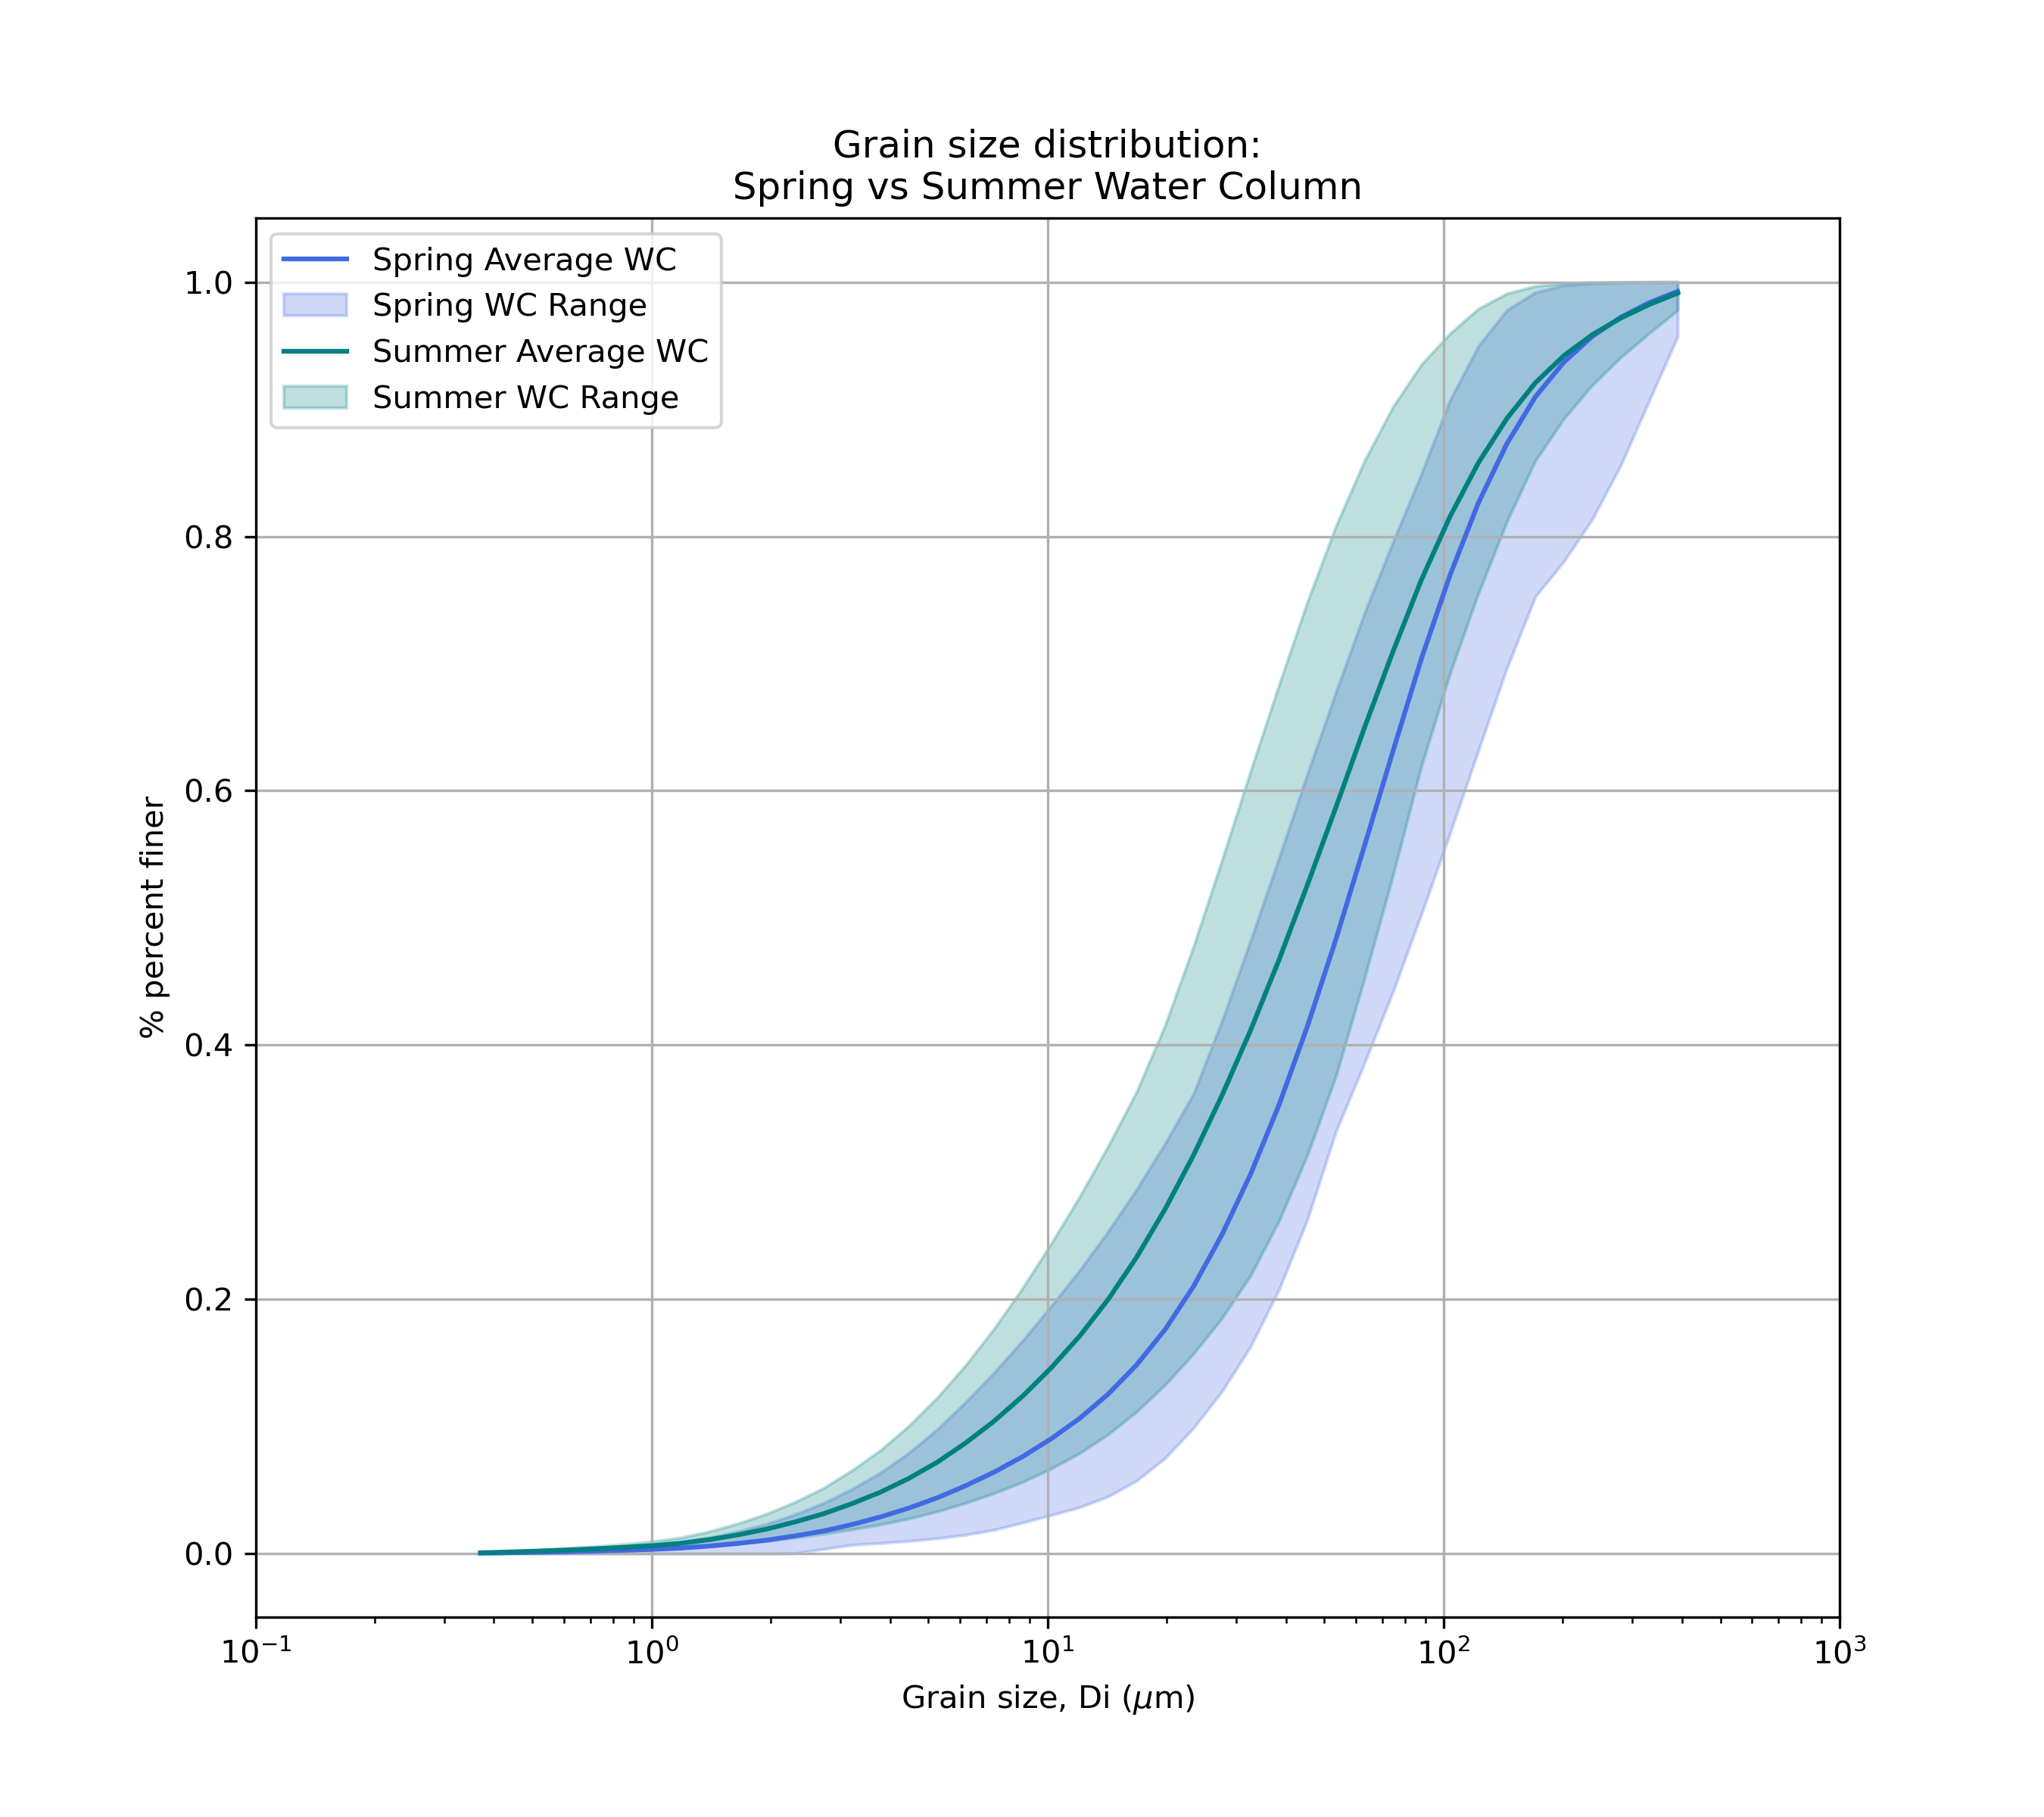 Grain size distribution:
Spring vs Summer Water Column
Spring Average WC
Spring WC Range
Summer Average WC
Summer WC Range
1.0
0.8
0.6
0.4
0.2
0.0
% percent finer
10⁻¹
10⁰
10¹
10²
10³
Grain size, Di (μm)